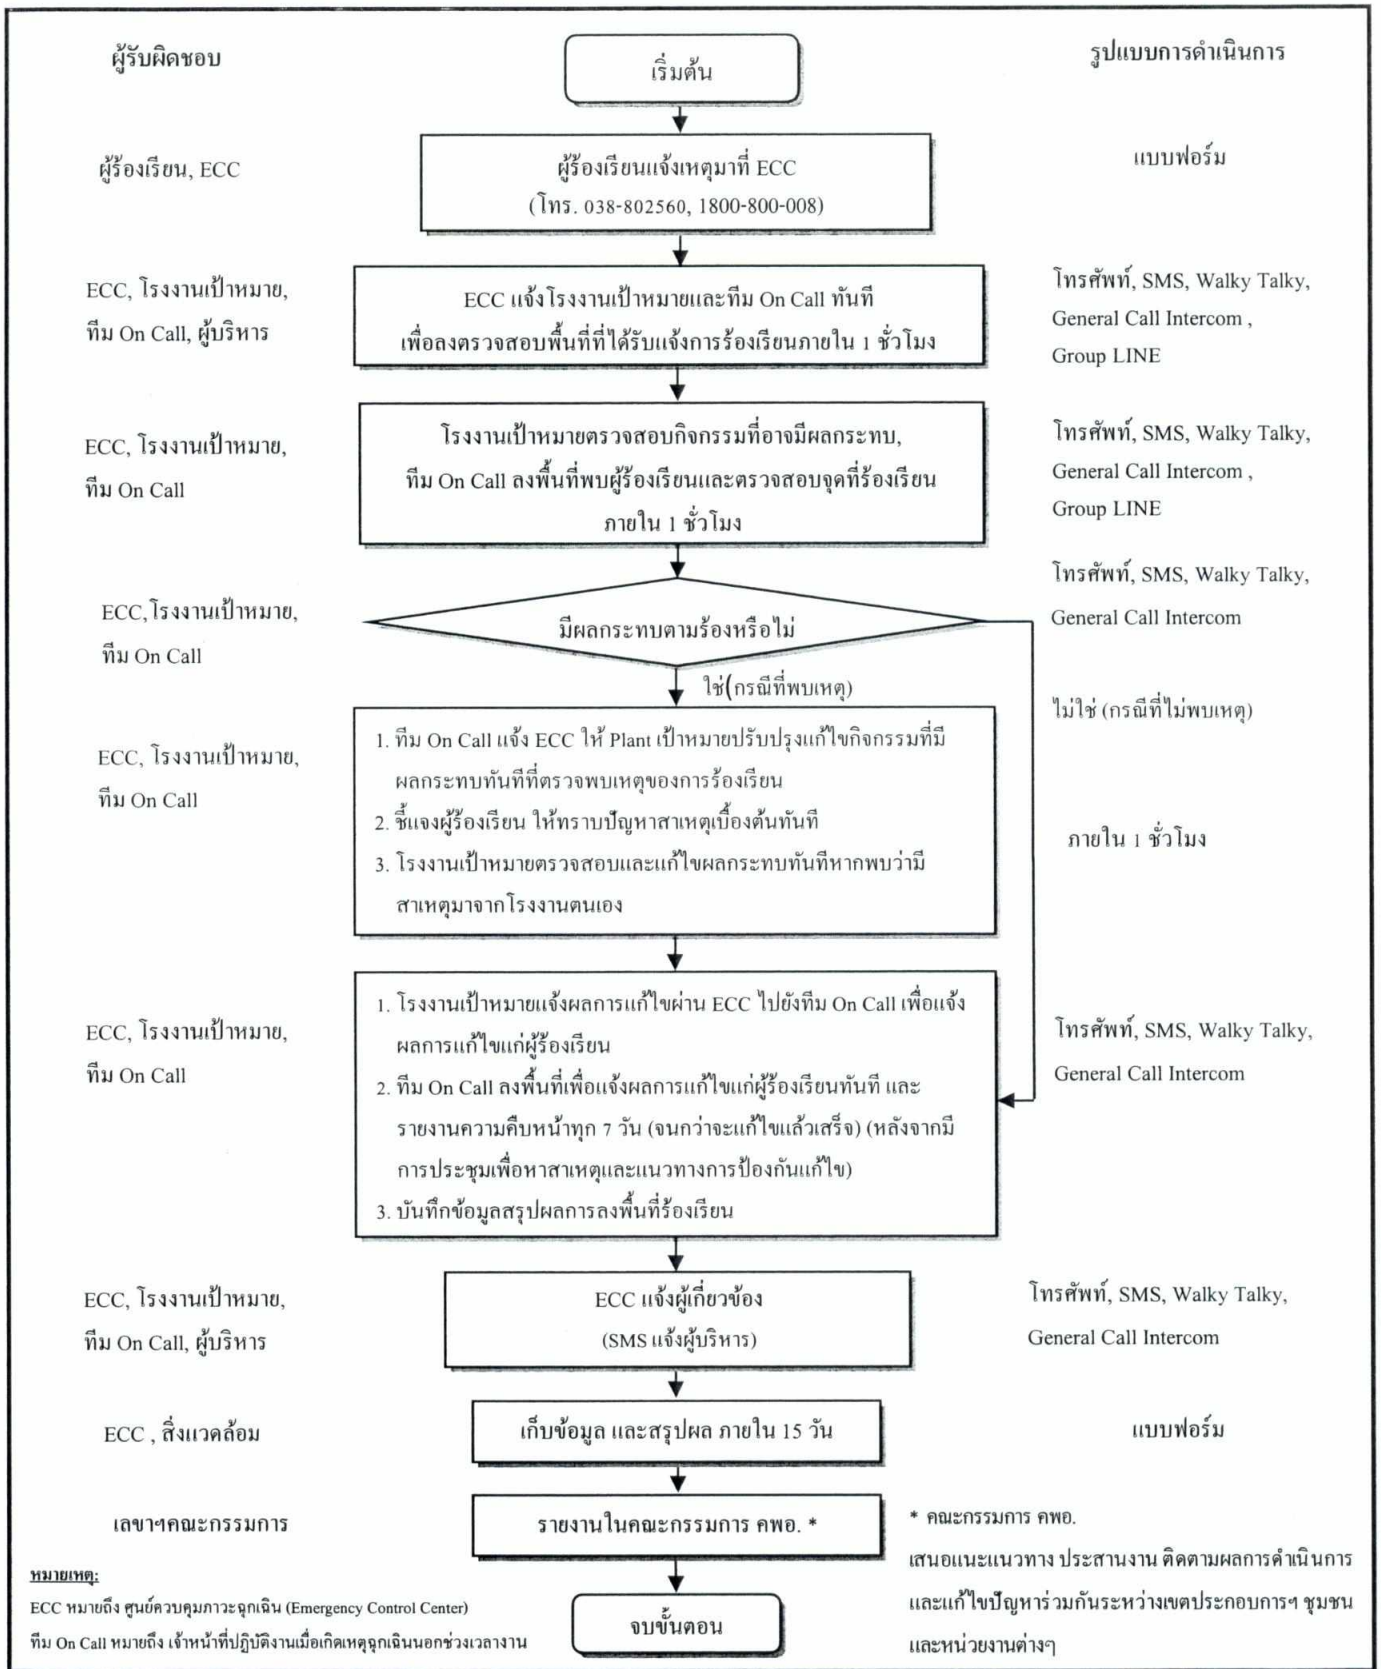 ผู้รับผิดชอบ
เริ่มต้น
รูปแบบการดำเนินการ
ผู้ร้องเรียน, ECC
ผู้ร้องเรียนแจ้งเหตุมาที่ ECC
(โทร. 038-802560, 1800-800-008)
แบบฟอร์ม
ECC, โรงงานเป้าหมาย,
ทีม On Call, ผู้บริหาร
ECC แจ้งโรงงานเป้าหมายและทีม On Call ทันที
เพื่อลงตรวจสอบพื้นที่ที่ได้รับแจ้งการร้องเรียนภายใน 1 ชั่วโมง
โทรศัพท์, SMS, Walky Talky,
General Call Intercom ,
Group LINE
ECC, โรงงานเป้าหมาย,
ทีม On Call
โรงงานเป้าหมายตรวจสอบกิจกรรมที่อาจมีผลกระทบ,
ทีม On Call ลงพื้นที่พบผู้ร้องเรียนและตรวจสอบจุดที่ร้องเรียน
ภายใน 1 ชั่วโมง
โทรศัพท์, SMS, Walky Talky,
General Call Intercom ,
Group LINE
ECC,โรงงานเป้าหมาย,
ทีม On Call
มีผลกระทบตามร้องหรือไม่
โทรศัพท์, SMS, Walky Talky,
General Call Intercom
ใช่(กรณีที่พบเหตุ)
ไม่ใช่ (กรณีที่ไม่พบเหตุ)
ECC, โรงงานเป้าหมาย,
ทีม On Call
1. ทีม On Call แจ้ง ECC ให้ Plant เป้าหมายปรับปรุงแก้ไขกิจกรรมที่มี
ผลกระทบทันทีที่ตรวจพบเหตุของการร้องเรียน
2. ชี้แจงผู้ร้องเรียน ให้ทราบปัญหาสาเหตุเบื้องต้นทันที
3. โรงงานเป้าหมายตรวจสอบและแก้ไขผลกระทบทันทีหากพบว่ามี
สาเหตุมาจากโรงงานตนเอง
ภายใน 1 ชั่วโมง
ECC, โรงงานเป้าหมาย,
ทีม On Call
1. โรงงานเป้าหมายแจ้งผลการแก้ไขผ่าน ECC ไปยังทีม On Call เพื่อแจ้ง
ผลการแก้ไขแก่ผู้ร้องเรียน
2. ทีม On Call ลงพื้นที่เพื่อแจ้งผลการแก้ไขแก่ผู้ร้องเรียนทันที และ
รายงานความคืบหน้าทุก 7 วัน (จนกว่าจะแก้ไขแล้วเสร็จ) (หลังจากมี
การประชุมเพื่อหาสาเหตุและแนวทางการป้องกันแก้ไข)
3. บันทึกข้อมูลสรุปผลการลงพื้นที่ร้องเรียน
โทรศัพท์, SMS, Walky Talky,
General Call Intercom
ECC, โรงงานเป้าหมาย,
ทีม On Call, ผู้บริหาร
ECC แจ้งผู้เกี่ยวข้อง
(SMS แจ้งผู้บริหาร)
โทรศัพท์, SMS, Walky Talky,
General Call Intercom
ECC , สิ่งแวดล้อม
เก็บข้อมูล และสรุปผล ภายใน 15 วัน
แบบฟอร์ม
เลขาฯคณะกรรมการ
รายงานในคณะกรรมการ คพอ. *
* คณะกรรมการ คพอ.
เสนอแนะแนวทาง ประสานงาน ติดตามผลการดำเนินการ
และแก้ไขปัญหาร่วมกันระหว่างเขตประกอบการฯ ชุมชน
และหน่วยงานต่างๆ
หมายเหตุ:
ECC หมายถึง ศูนย์ควบคุมภาวะฉุกเฉิน (Emergency Control Center)
ทีม On Call หมายถึง เจ้าหน้าที่ปฏิบัติงานเมื่อเกิดเหตุฉุกเฉินนอกช่วงเวลางาน
จบขั้นตอน